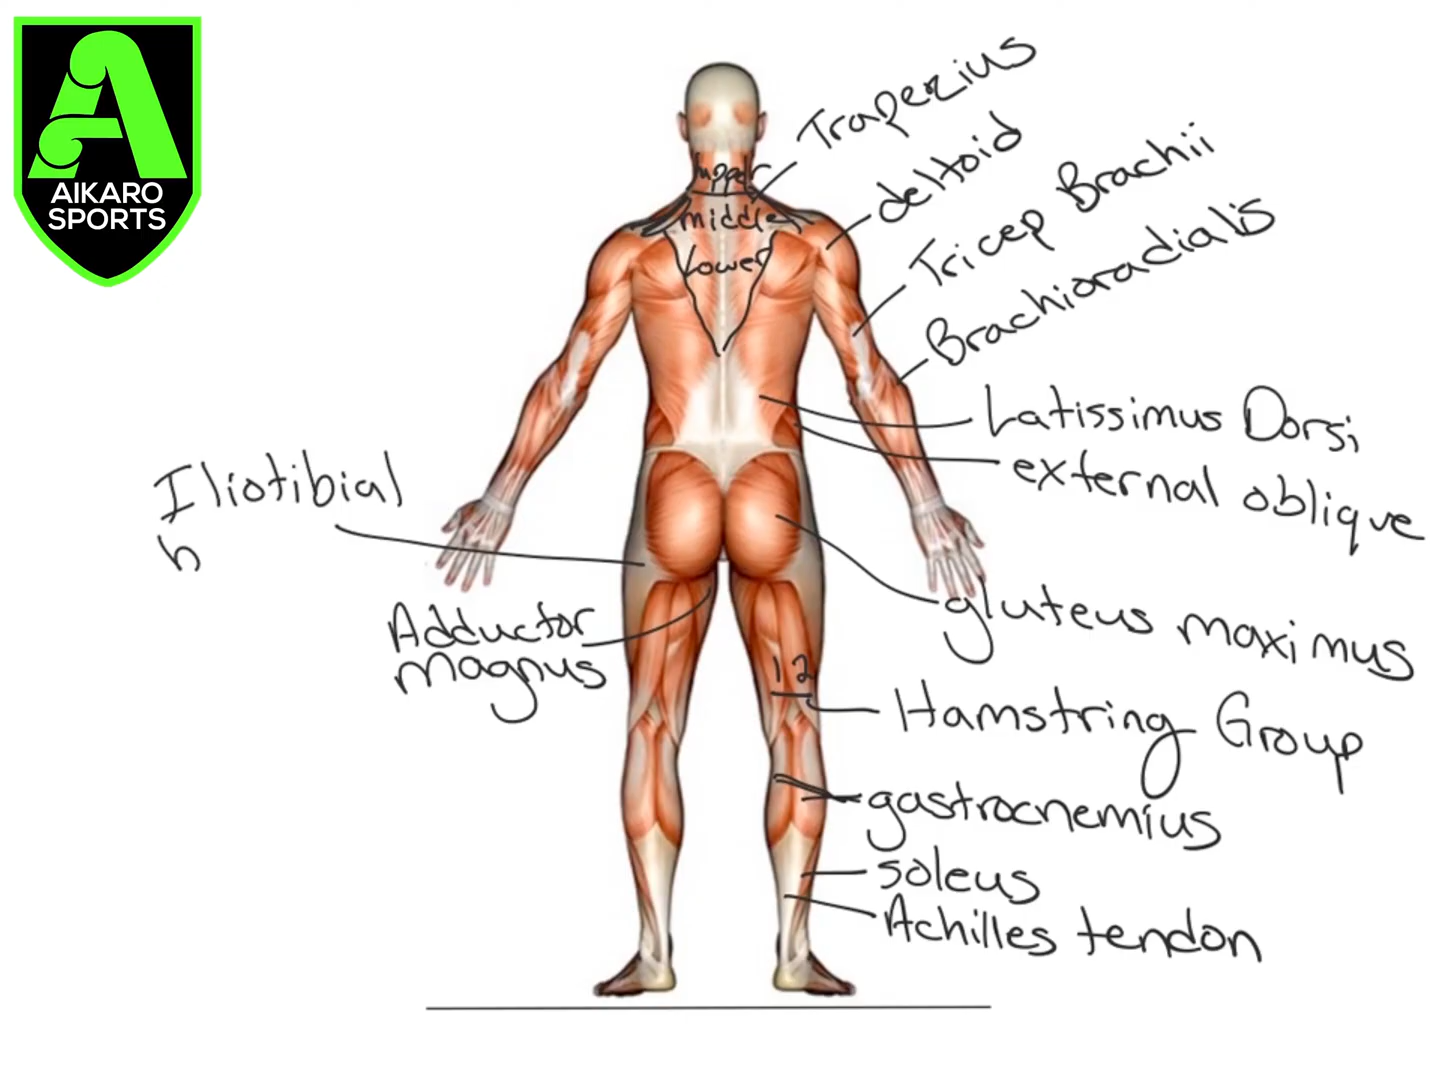 AIKARO
SPORTS
Trapezius
upper
middle
Lower
deltoid
Tricep Brachii
Brachioradialis
Latissimus Dorsi
external oblique
Iliotibial
b
Adductor
magnus
gluteus maximus
12
Hamstring Group
gastrocnemius
soleus
Achilles tendon